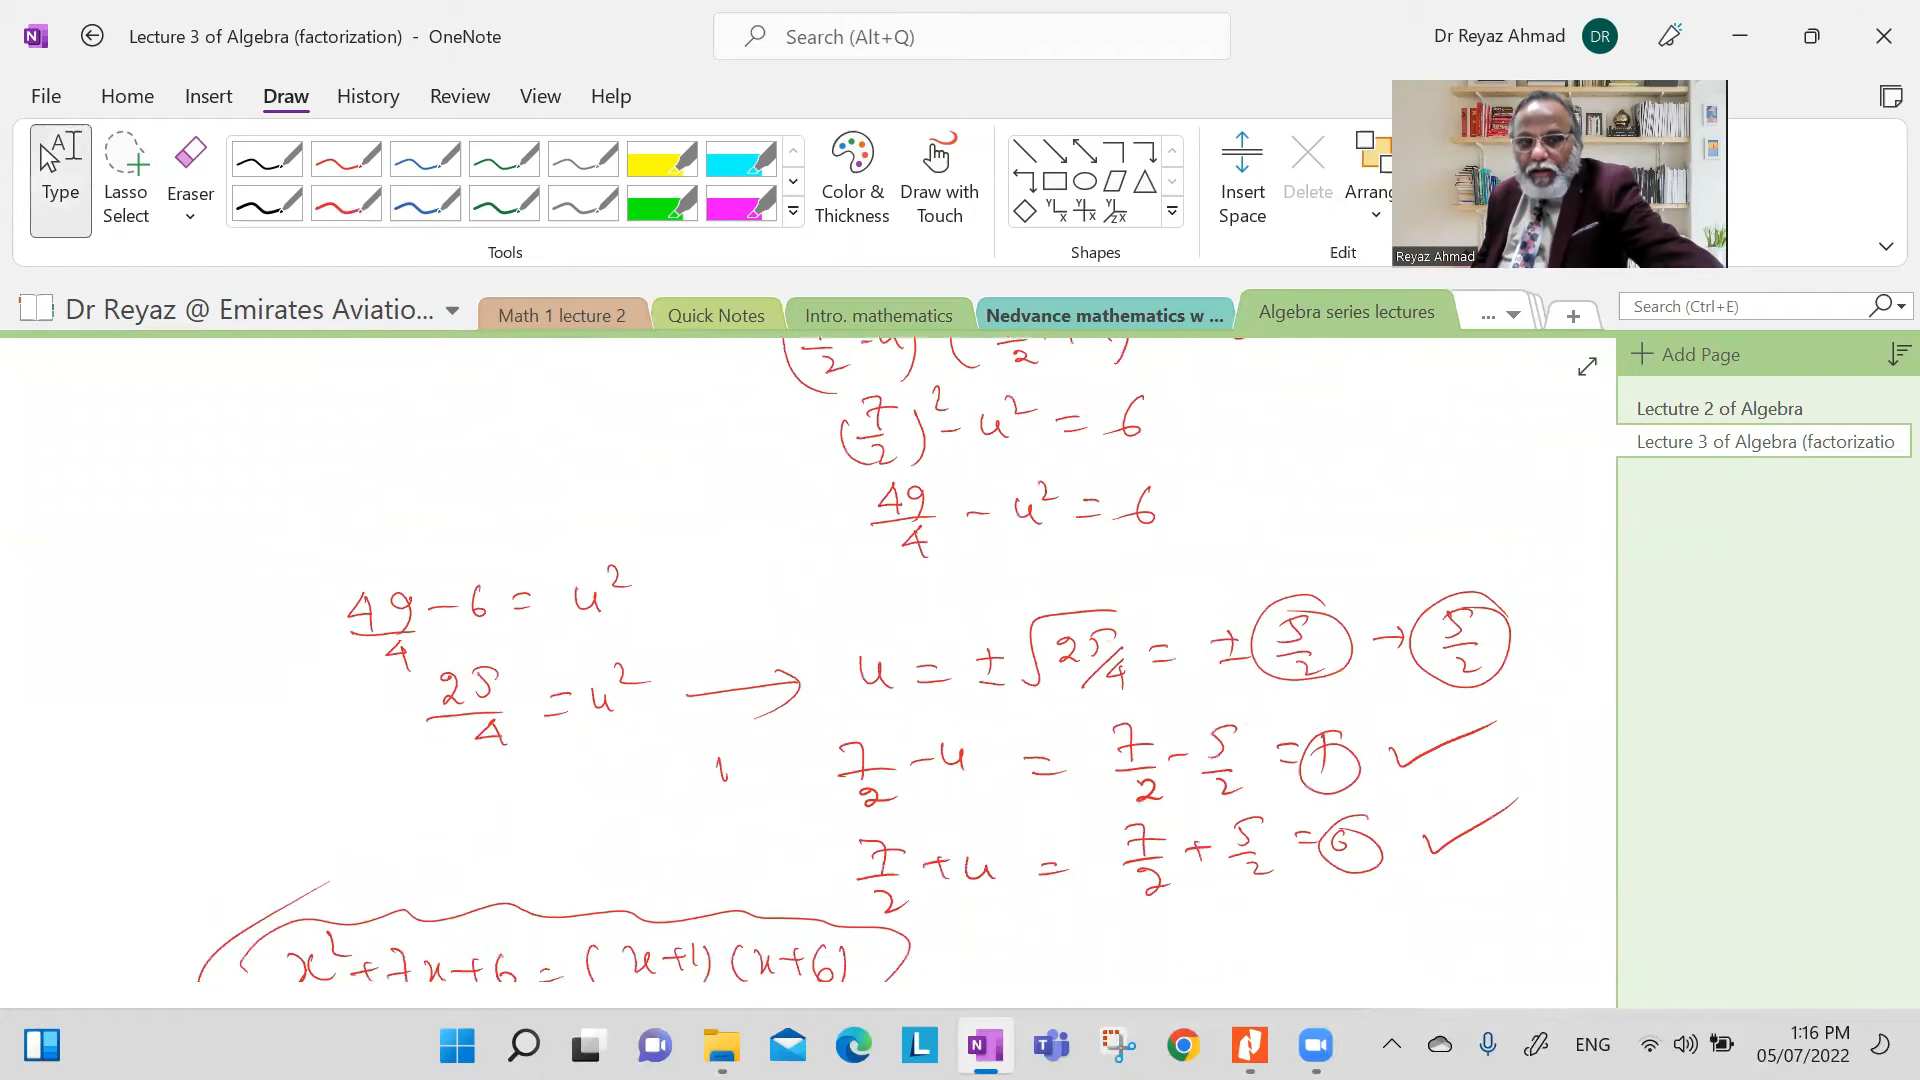 Lecture 3 of Algebra (factorization) - OneNote
Search (Alt+Q)
Dr Reyaz Ahmad
DR
File
Home
Insert
Draw
History
Review
View
Help
Type
Lasso Select
Eraser
Color & Thickness
Draw with Touch
Insert Space
Delete
Arrang
Tools
Shapes
Edit
Reyaz Ahmad
Dr Reyaz @ Emirates Aviatio...
Math 1 lecture 2
Quick Notes
Intro. mathematics
Nedvance mathematics w ...
Algebra series lectures
...
Search (Ctrl+E)
Add Page
Lectutre 2 of Algebra
Lecture 3 of Algebra (factorizatio
(7/2)² - u² = 6
49/4 - u² = 6
49/4 - 6 = u²
25/4 = u² → u = ±√25/4 = ± 5/2 → 5/2
7/2 - u = 7/2 - 5/2 = 1 ✓
7/2 + u = 7/2 + 5/2 = 6 ✓
x² + 7x + 6 = (x+1) (x+6)
ENG
1:16 PM
05/07/2022